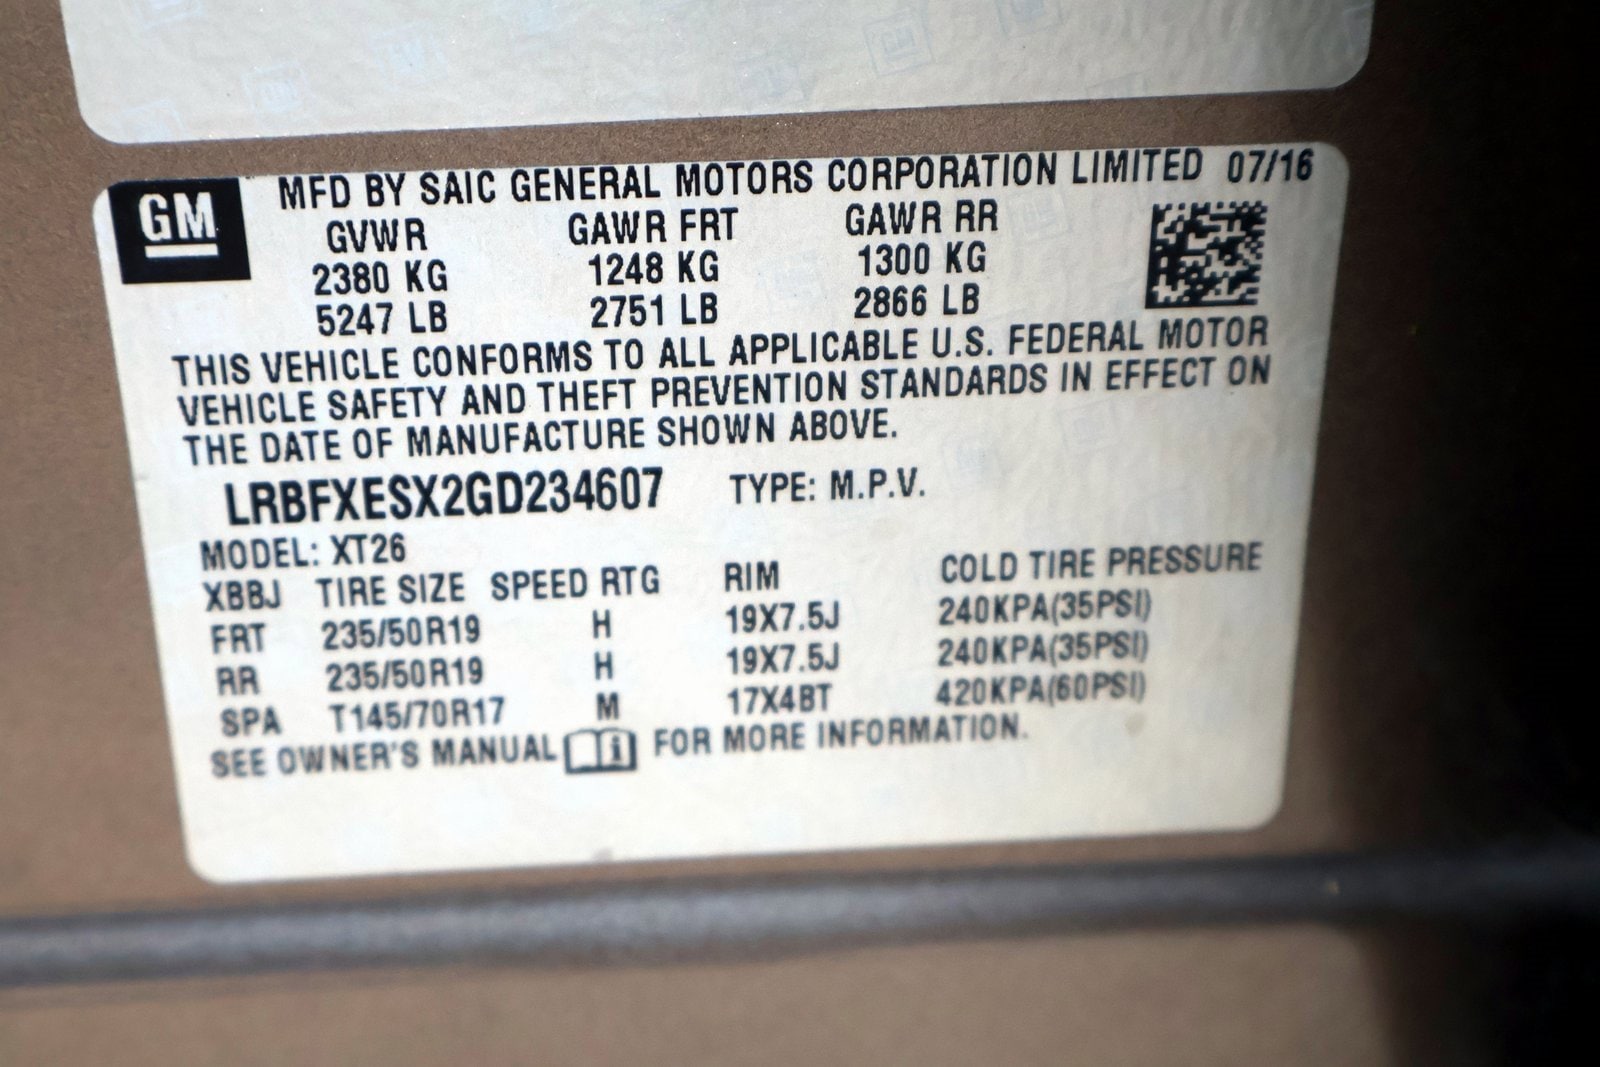 GM
MFD BY SAIC GENERAL MOTORS CORPORATION LIMITED 07/16
GVWR GAWR FRT GAWR RR
2380 KG 1248 KG 1300 KG
5247 LB 2751 LB 2866 LB
THIS VEHICLE CONFORMS TO ALL APPLICABLE U.S. FEDERAL MOTOR
VEHICLE SAFETY AND THEFT PREVENTION STANDARDS IN EFFECT ON
THE DATE OF MANUFACTURE SHOWN ABOVE.
LRBFXESX2GD234607 TYPE: M.P.V.
MODEL: XT26
XBBJ TIRE SIZE SPEED RTG RIM COLD TIRE PRESSURE
FRT 235/50R19 H 19X7.5J 240KPA(35PSI)
RR 235/50R19 H 19X7.5J 240KPA(35PSI)
SPA T145/70R17 M 17X4BT 420KPA(60PSI)
SEE OWNER'S MANUAL i FOR MORE INFORMATION.